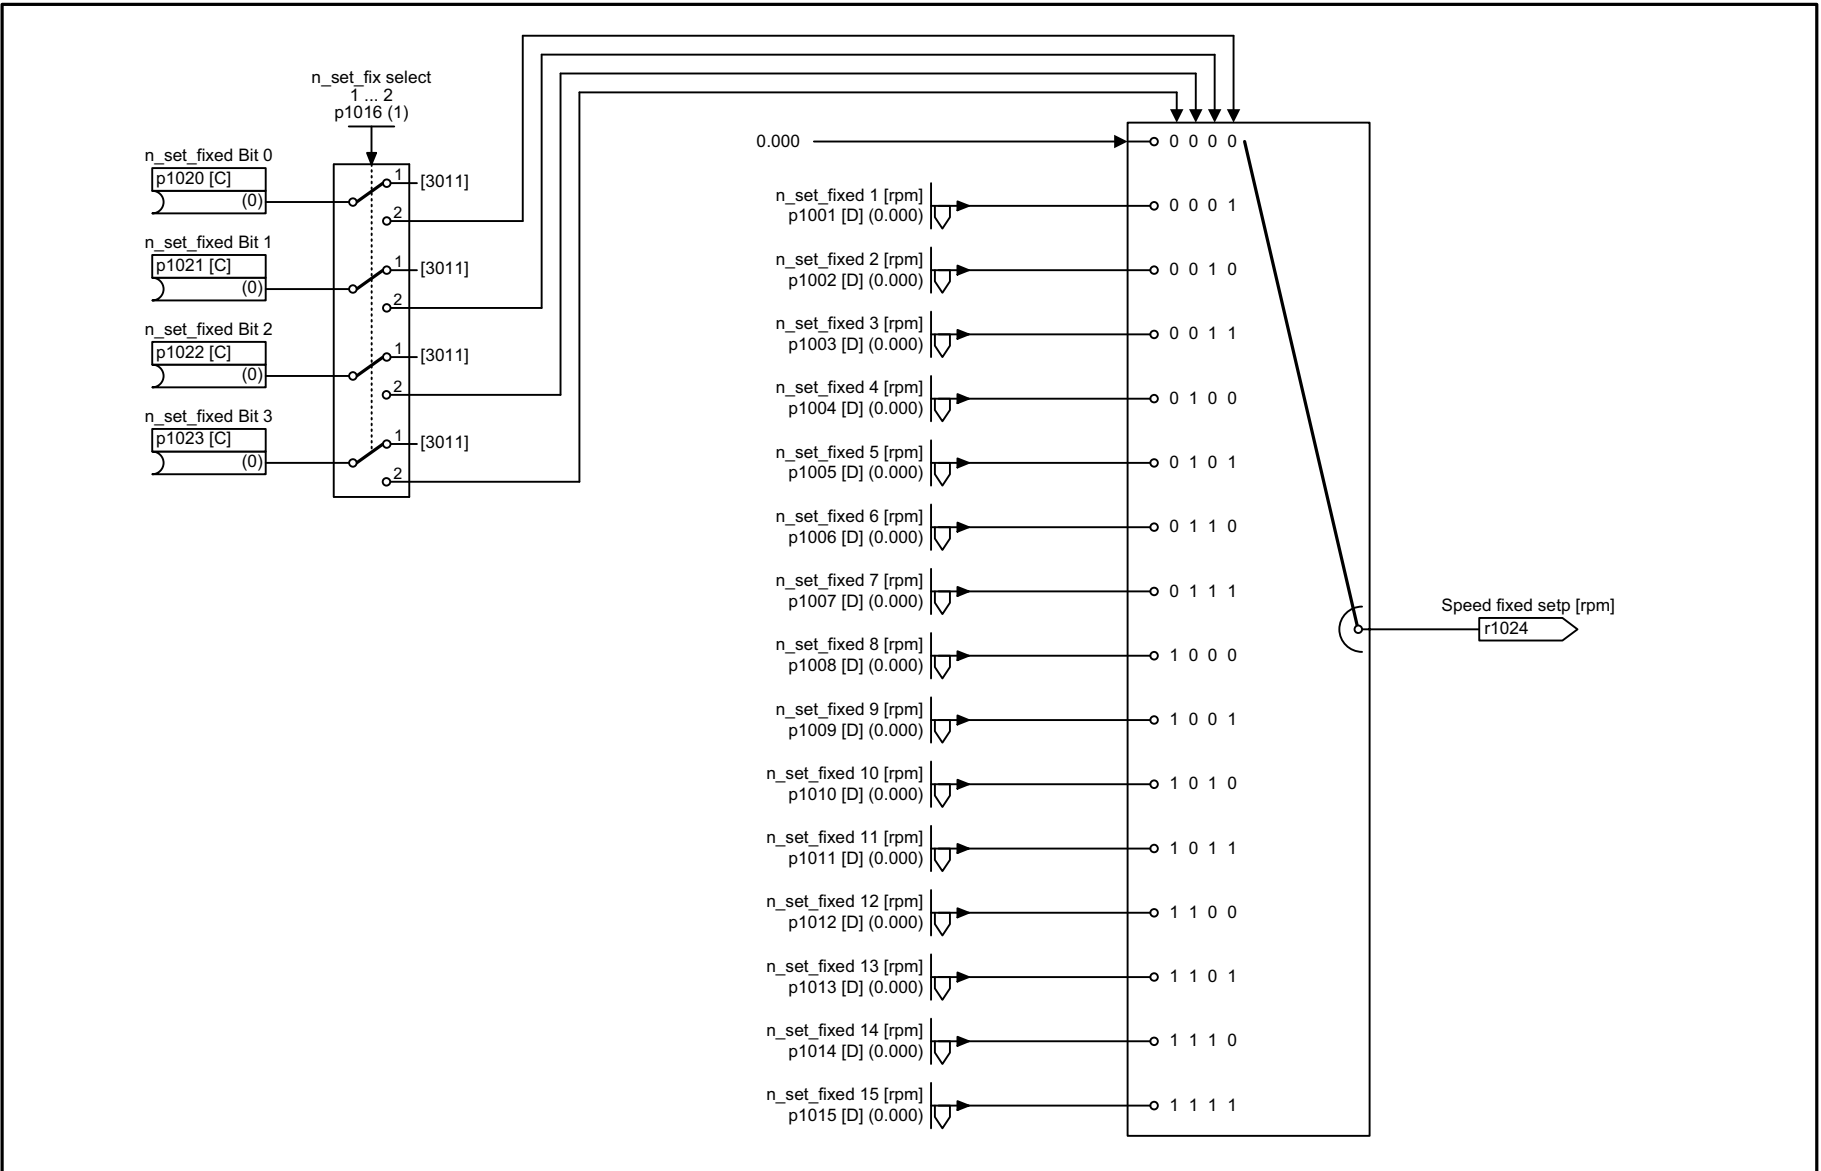 n_set_fix select
1 ... 2
p1016 (1)
n_set_fixed Bit 0
p1020 [C]
(0)
1
[3011]
2
n_set_fixed Bit 1
p1021 [C]
(0)
1
[3011]
2
n_set_fixed Bit 2
p1022 [C]
(0)
1
[3011]
2
n_set_fixed Bit 3
p1023 [C]
(0)
1
[3011]
2
0.000
0 0 0 0
n_set_fixed 1 [rpm]
p1001 [D] (0.000)
0 0 0 1
n_set_fixed 2 [rpm]
p1002 [D] (0.000)
0 0 1 0
n_set_fixed 3 [rpm]
p1003 [D] (0.000)
0 0 1 1
n_set_fixed 4 [rpm]
p1004 [D] (0.000)
0 1 0 0
n_set_fixed 5 [rpm]
p1005 [D] (0.000)
0 1 0 1
n_set_fixed 6 [rpm]
p1006 [D] (0.000)
0 1 1 0
n_set_fixed 7 [rpm]
p1007 [D] (0.000)
0 1 1 1
n_set_fixed 8 [rpm]
p1008 [D] (0.000)
1 0 0 0
n_set_fixed 9 [rpm]
p1009 [D] (0.000)
1 0 0 1
n_set_fixed 10 [rpm]
p1010 [D] (0.000)
1 0 1 0
n_set_fixed 11 [rpm]
p1011 [D] (0.000)
1 0 1 1
n_set_fixed 12 [rpm]
p1012 [D] (0.000)
1 1 0 0
n_set_fixed 13 [rpm]
p1013 [D] (0.000)
1 1 0 1
n_set_fixed 14 [rpm]
p1014 [D] (0.000)
1 1 1 0
n_set_fixed 15 [rpm]
p1015 [D] (0.000)
1 1 1 1
Speed fixed setp [rpm]
r1024